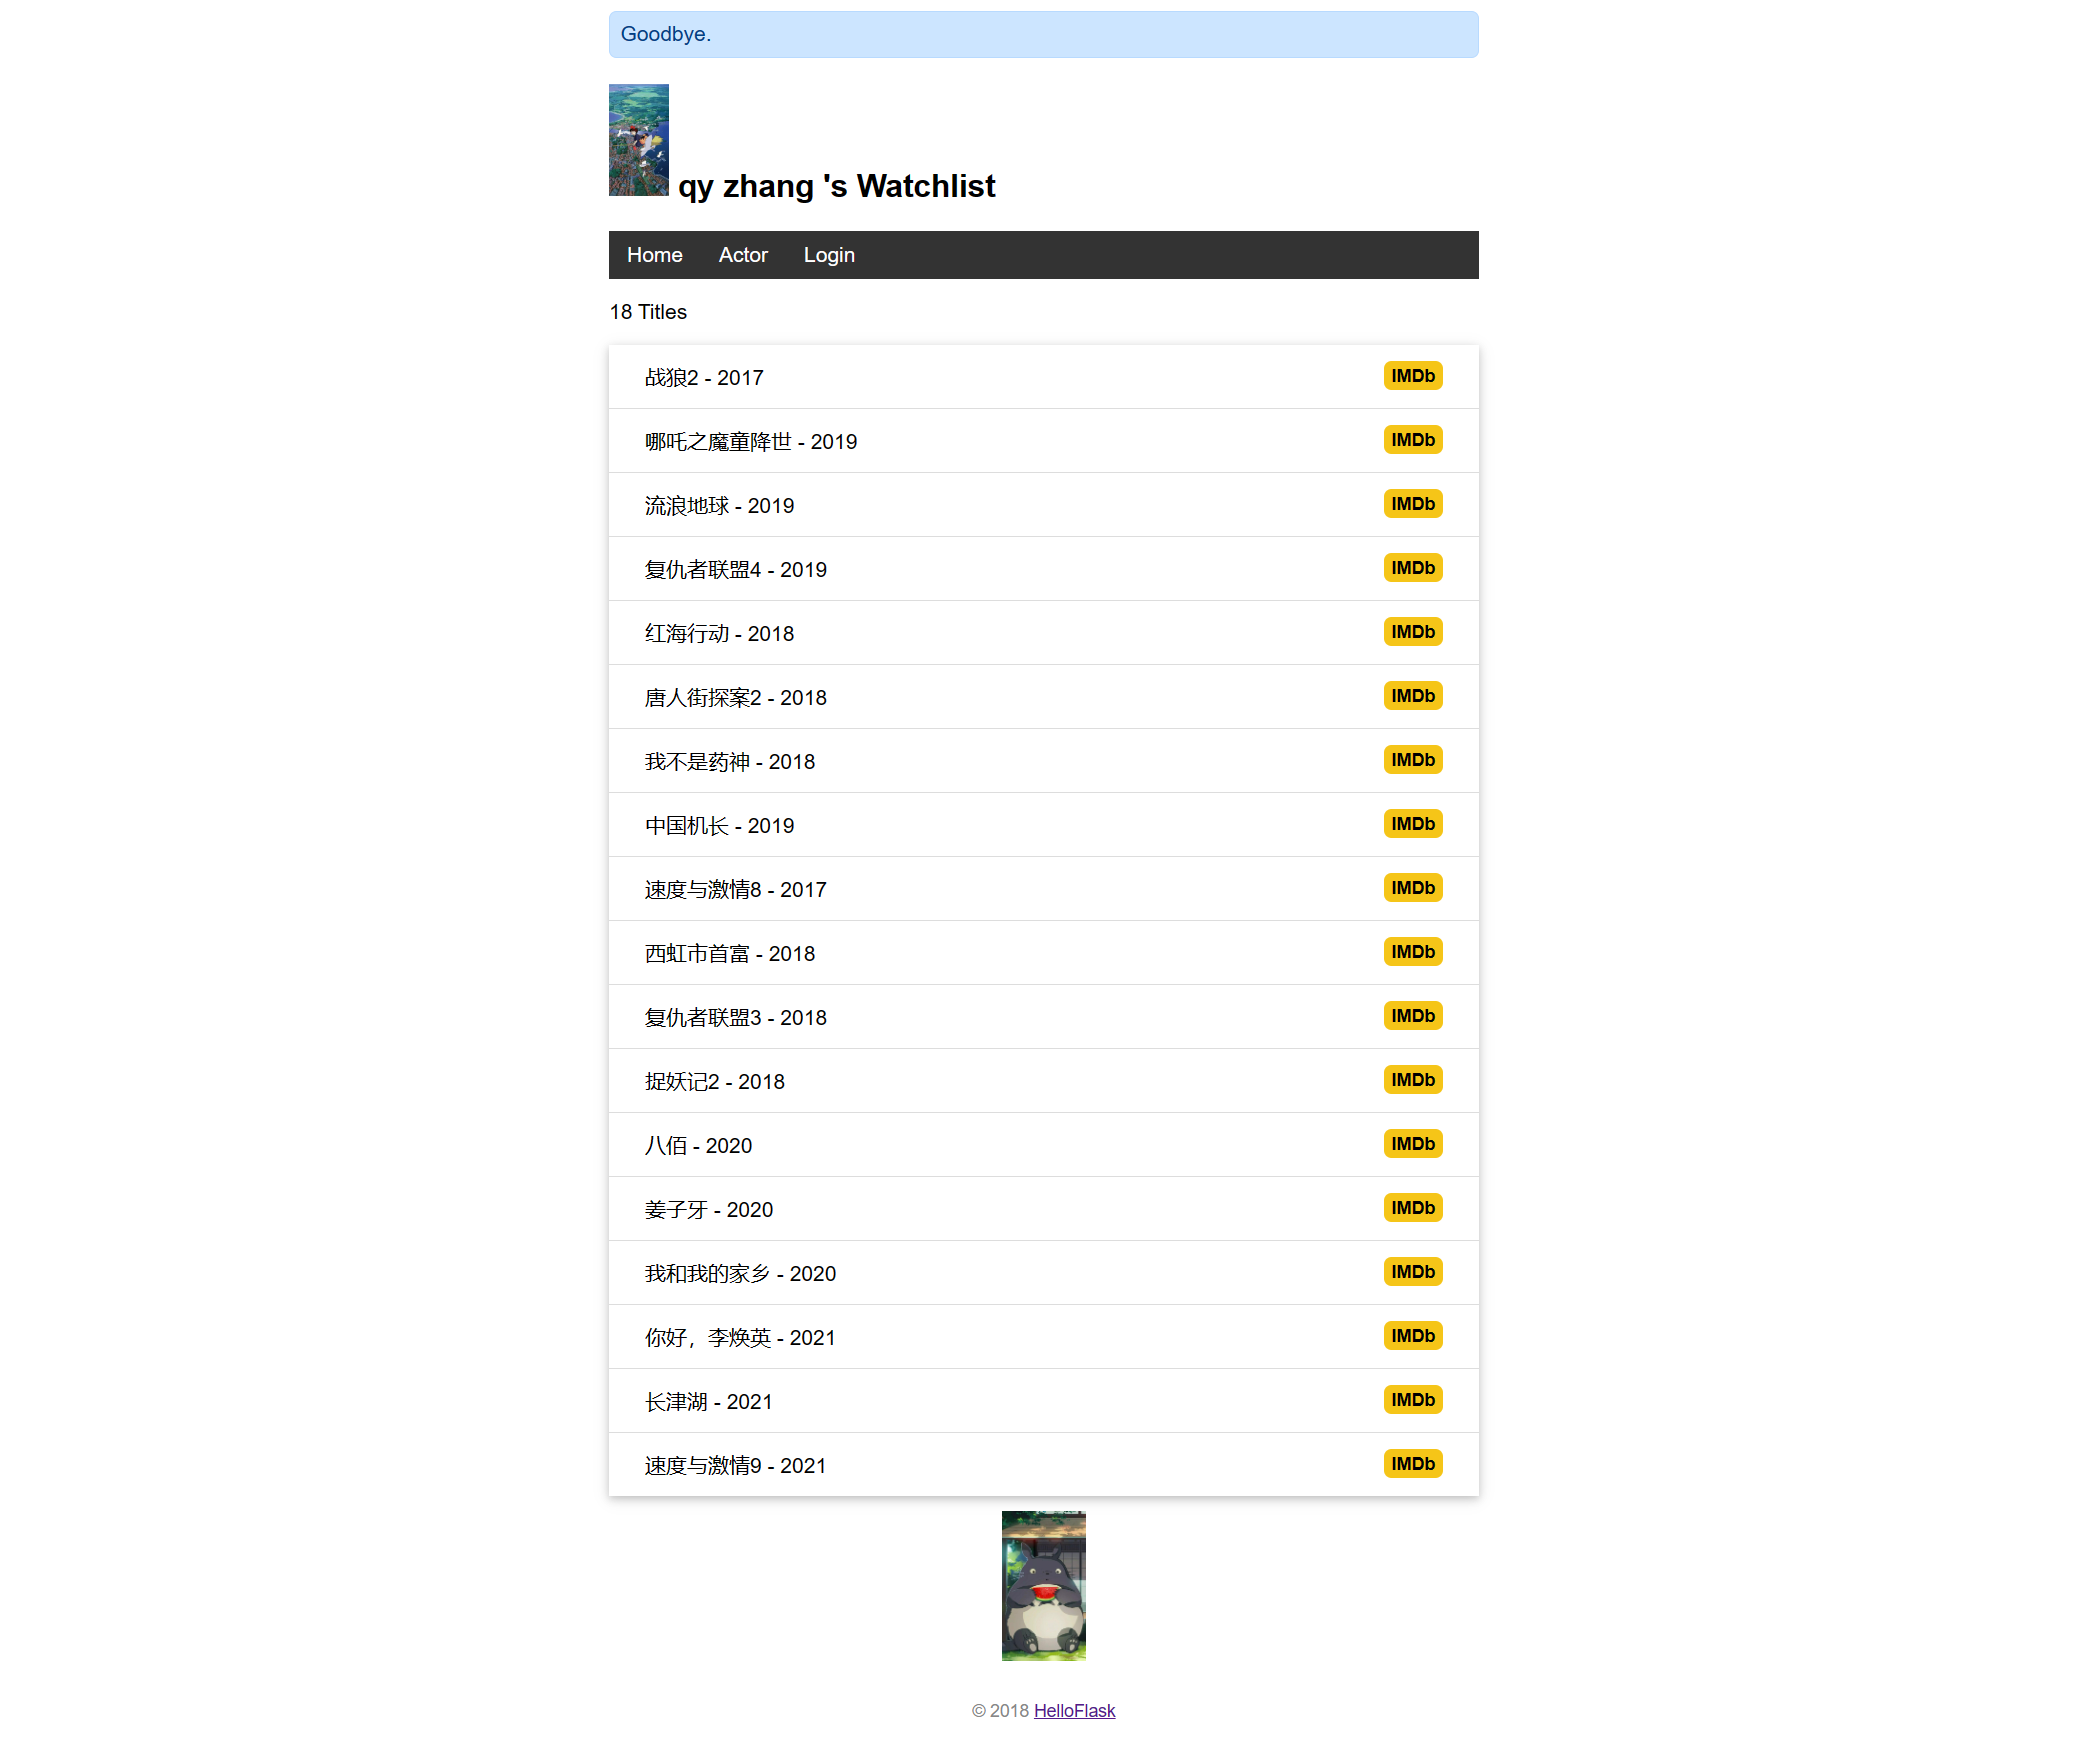 Goodbye.
qy zhang 's Watchlist
Home Actor Login
18 Titles
战狼2 - 2017 IMDb
哪吒之魔童降世 - 2019 IMDb
流浪地球 - 2019 IMDb
复仇者联盟4 - 2019 IMDb
红海行动 - 2018 IMDb
唐人街探案2 - 2018 IMDb
我不是药神 - 2018 IMDb
中国机长 - 2019 IMDb
速度与激情8 - 2017 IMDb
西虹市首富 - 2018 IMDb
复仇者联盟3 - 2018 IMDb
捉妖记2 - 2018 IMDb
八佰 - 2020 IMDb
姜子牙 - 2020 IMDb
我和我的家乡 - 2020 IMDb
你好，李焕英 - 2021 IMDb
长津湖 - 2021 IMDb
速度与激情9 - 2021 IMDb
© 2018 HelloFlask